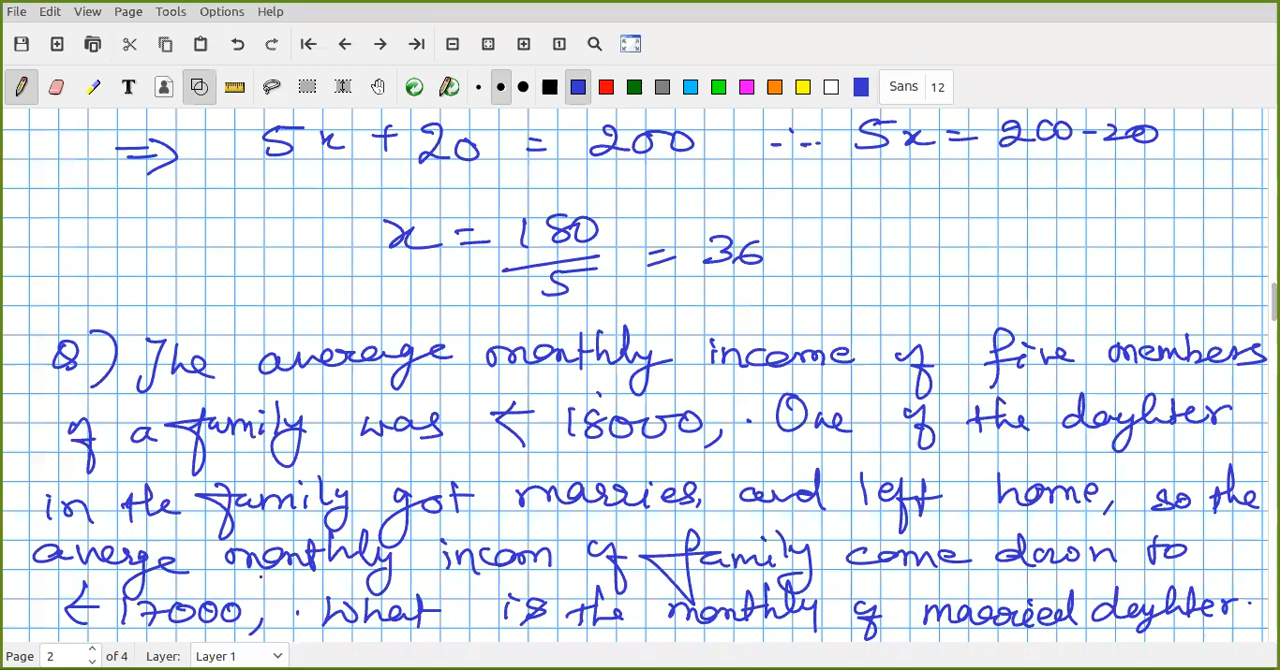 File Edit View Page Tools Options Help
Sans 12
⇒ 5x + 20 = 200 ∴ 5x = 200 - 20
x = 180/5 = 36
Q) The average monthly income of five members
of a family was ₹ 18000,. One of the deyhter
in the family got marries, and left home, so the
averge monthly incom of family come down to
₹ 17000,. What is the monthly of married deyhter.
Page 2 of 4 Layer: Layer 1